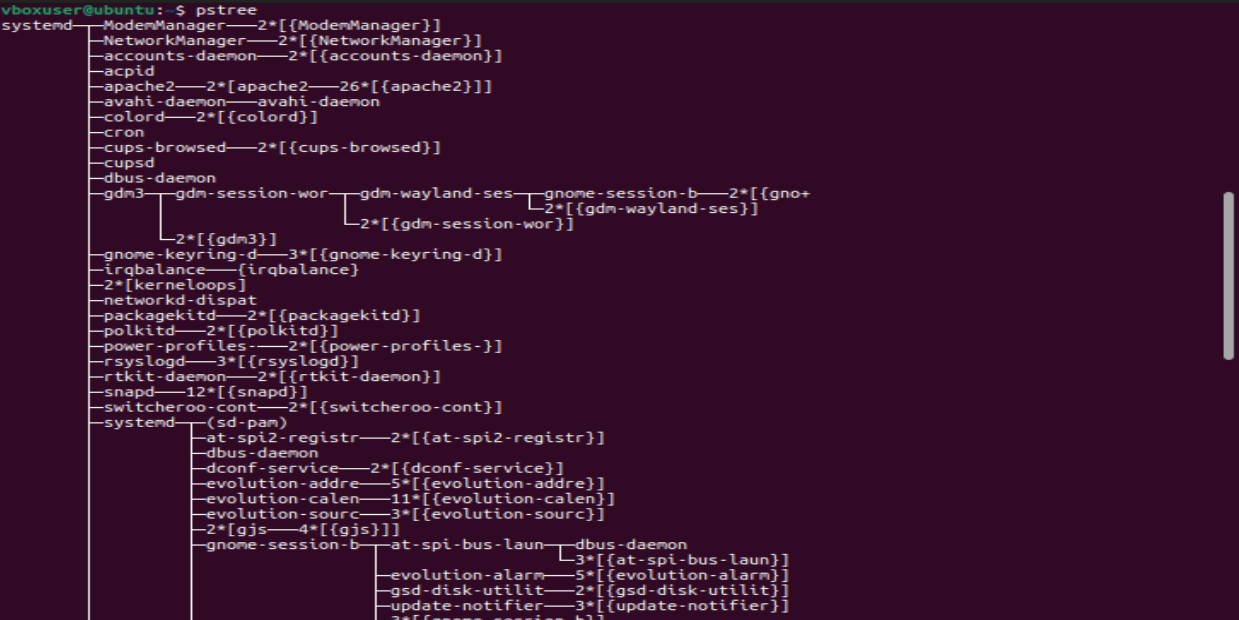 vboxuser@ubuntu:~$ pstree
systemd─┬─ModemManager───2*[{ModemManager}]
        ├─NetworkManager───2*[{NetworkManager}]
        ├─accounts-daemon───2*[{accounts-daemon}]
        ├─acpid
        ├─apache2───2*[apache2───26*[{apache2}]]
        ├─avahi-daemon───avahi-daemon
        ├─colord───2*[{colord}]
        ├─cron
        ├─cups-browsed───2*[{cups-browsed}]
        ├─cupsd
        ├─dbus-daemon
        ├─gdm3─┬─gdm-session-wor─┬─gdm-wayland-ses─┬─gnome-session-b───2*[{gno+
        │      │                 │                 └─2*[{gdm-wayland-ses}]
        │      │                 └─2*[{gdm-session-wor}]
        │      └─2*[{gdm3}]
        ├─gnome-keyring-d───3*[{gnome-keyring-d}]
        ├─irqbalance───{irqbalance}
        ├─2*[kerneloops]
        ├─networkd-dispat
        ├─packagekitd───2*[{packagekitd}]
        ├─polkitd───2*[{polkitd}]
        ├─power-profiles-───2*[{power-profiles-}]
        ├─rsyslogd───3*[{rsyslogd}]
        ├─rtkit-daemon───2*[{rtkit-daemon}]
        ├─snapd───12*[{snapd}]
        ├─switcheroo-cont───2*[{switcheroo-cont}]
        ├─systemd─┬─(sd-pam)
        │         ├─at-spi2-registr───2*[{at-spi2-registr}]
        │         ├─dbus-daemon
        │         ├─dconf-service───2*[{dconf-service}]
        │         ├─evolution-addre───5*[{evolution-addre}]
        │         ├─evolution-calen───11*[{evolution-calen}]
        │         ├─evolution-sourc───3*[{evolution-sourc}]
        │         ├─2*[gjs───4*[{gjs}]]
        │         ├─gnome-session-b─┬─at-spi-bus-laun─┬─dbus-daemon
        │         │                 │                 └─3*[{at-spi-bus-laun}]
        │         │                 ├─evolution-alarm───5*[{evolution-alarm}]
        │         │                 ├─gsd-disk-utilit───2*[{gsd-disk-utilit}]
        │         │                 ├─update-notifier───3*[{update-notifier}]